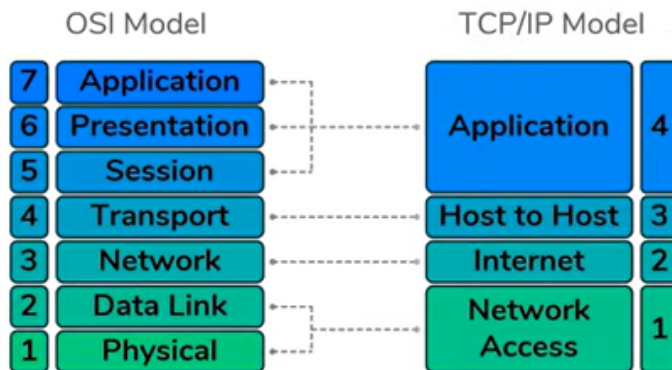 OSI Model
TCP/IP Model
7 Application
6 Presentation
5 Session
4 Transport
3 Network
2 Data Link
1 Physical
Application 4
Host to Host 3
Internet 2
Network
Access 1